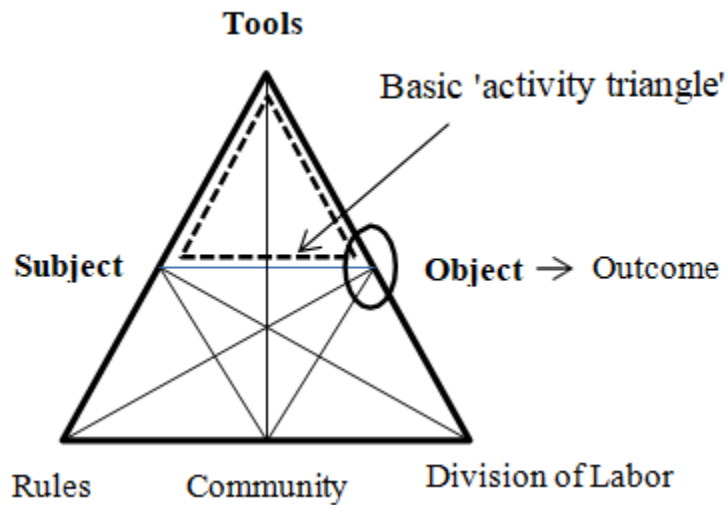 Tools
Basic 'activity triangle'
Subject
Object → Outcome
Rules
Community
Division of Labor